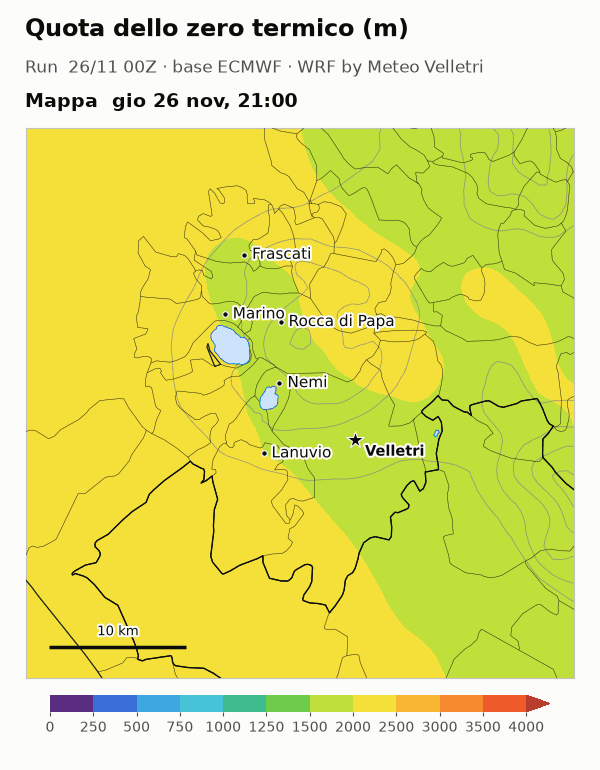 Quota dello zero termico (m)
Run  26/11 00Z · base ECMWF · WRF by Meteo Velletri
Mappa  gio 26 nov, 21:00
Frascati
Marino
Rocca di Papa
Nemi
Velletri
Lanuvio
10 km
0 250 500 750 1000 1250 1500 2000 2500 3000 3500 4000